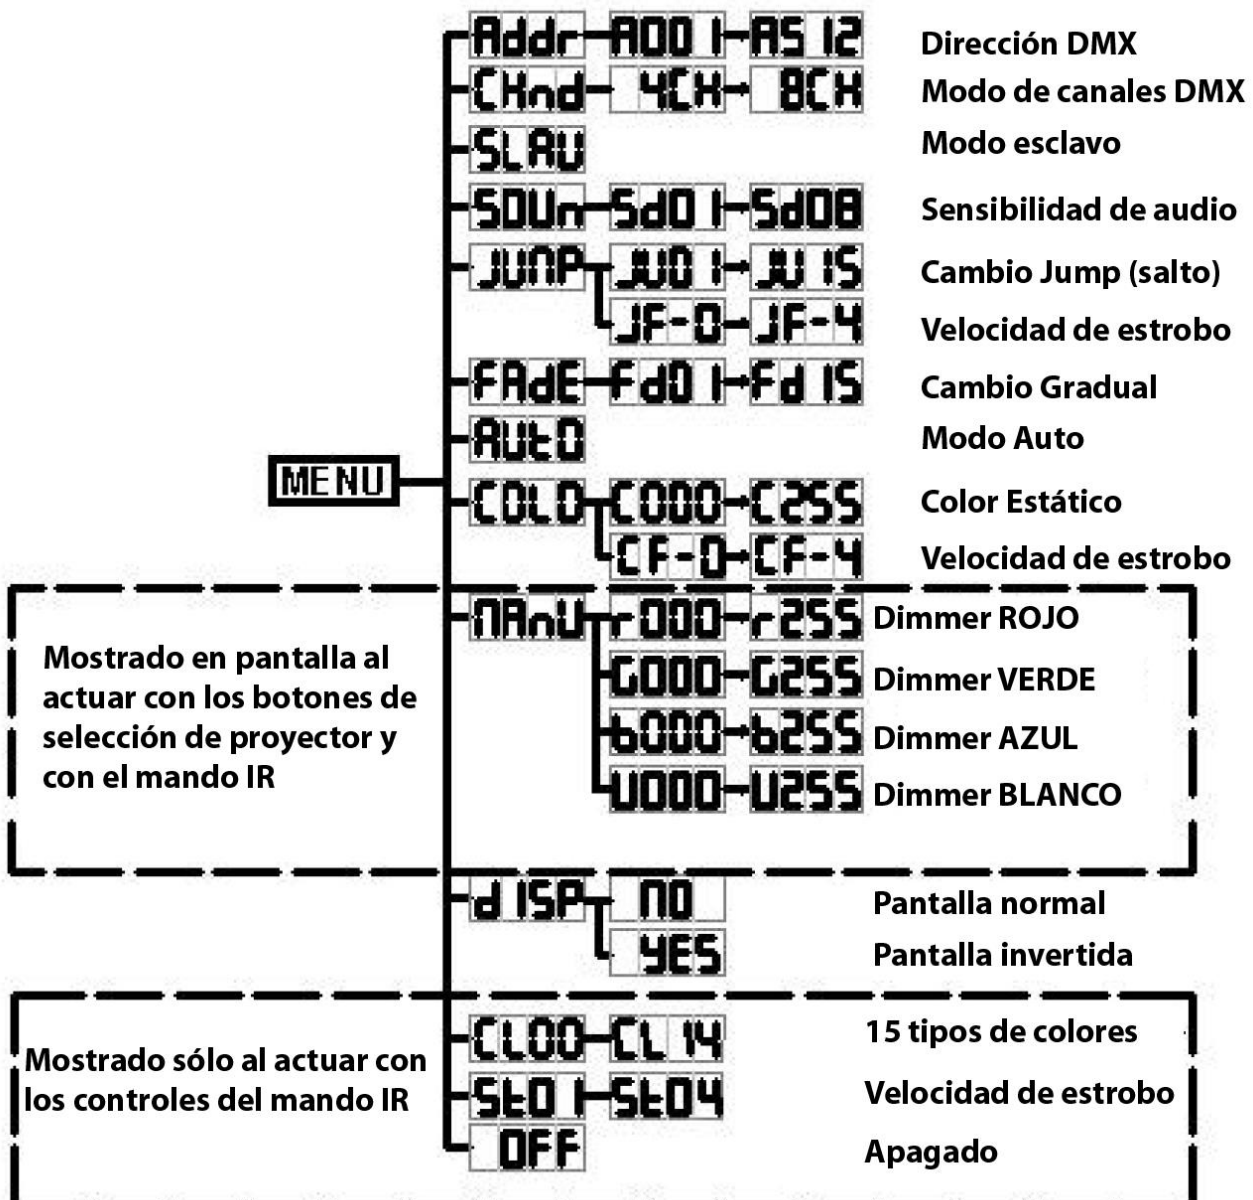 Addr A001 A512 Dirección DMX
CHnd 4CH 8CH Modo de canales DMX
SLAU Modo esclavo
SOUn Sd01 Sd08 Sensibilidad de audio
JUMP JU01 JU15 Cambio Jump (salto)
JF-0 JF-4 Velocidad de estrobo
FAdE Fd01 Fd15 Cambio Gradual
AUtO Modo Auto
MENU
COLO C000 C255 Color Estático
CF-0 CF-4 Velocidad de estrobo
MAnU r000 r255 Dimmer ROJO
G000 G255 Dimmer VERDE
b000 b255 Dimmer AZUL
U000 U255 Dimmer BLANCO
Mostrado en pantalla al
actuar con los botones de
selección de proyector y
con el mando IR
dISP NO Pantalla normal
YES Pantalla invertida
CL00 CL14 15 tipos de colores
St01 St04 Velocidad de estrobo
OFF Apagado
Mostrado sólo al actuar con
los controles del mando IR